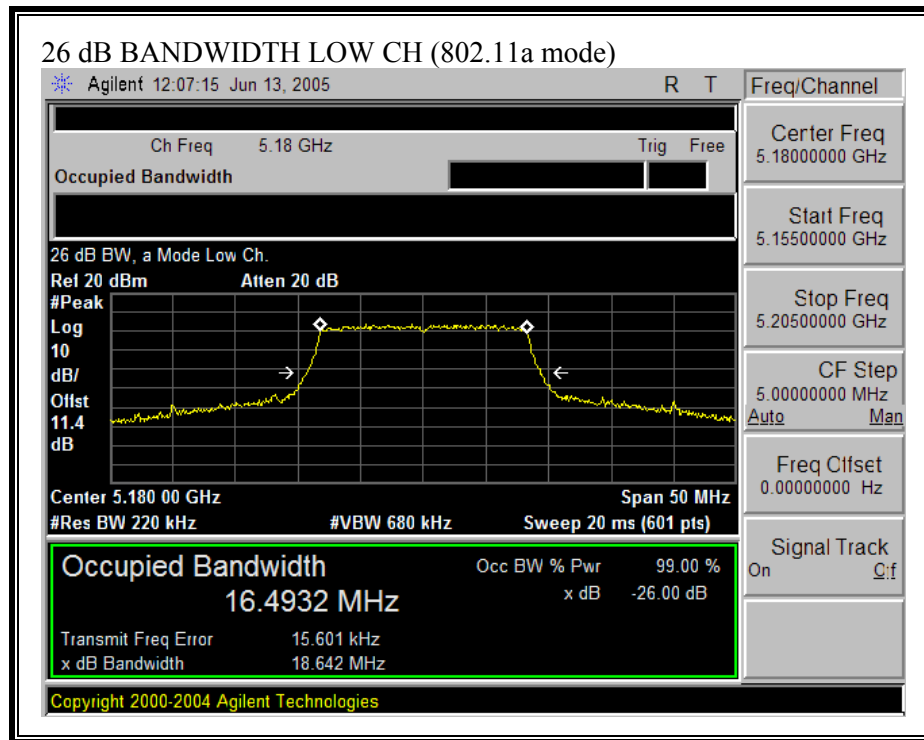 26 dB BANDWIDTH LOW CH (802.11a mode)
Agilent 12:07:15 Jun 13, 2005 R T
Freq/Channel
Ch Freq 5.18 GHz Trig Free
Occupied Bandwidth
Center Freq
5.18000000 GHz
Start Freq
5.15500000 GHz
Stop Freq
5.20500000 GHz
CF Step
5.00000000 MHz
Auto Man
Freq Offset
0.00000000 Hz
Signal Track
On Off
26 dB BW, a Mode Low Ch.
Ref 20 dBm Atten 20 dB
#Peak
Log
10
dB/
Offst
11.4
dB
Center 5.180 00 GHz Span 50 MHz
#Res BW 220 kHz #VBW 680 kHz Sweep 20 ms (601 pts)
Occupied Bandwidth Occ BW % Pwr 99.00 %
16.4932 MHz x dB -26.00 dB
Transmit Freq Error 15.601 kHz
x dB Bandwidth 18.642 MHz
Copyright 2000-2004 Agilent Technologies